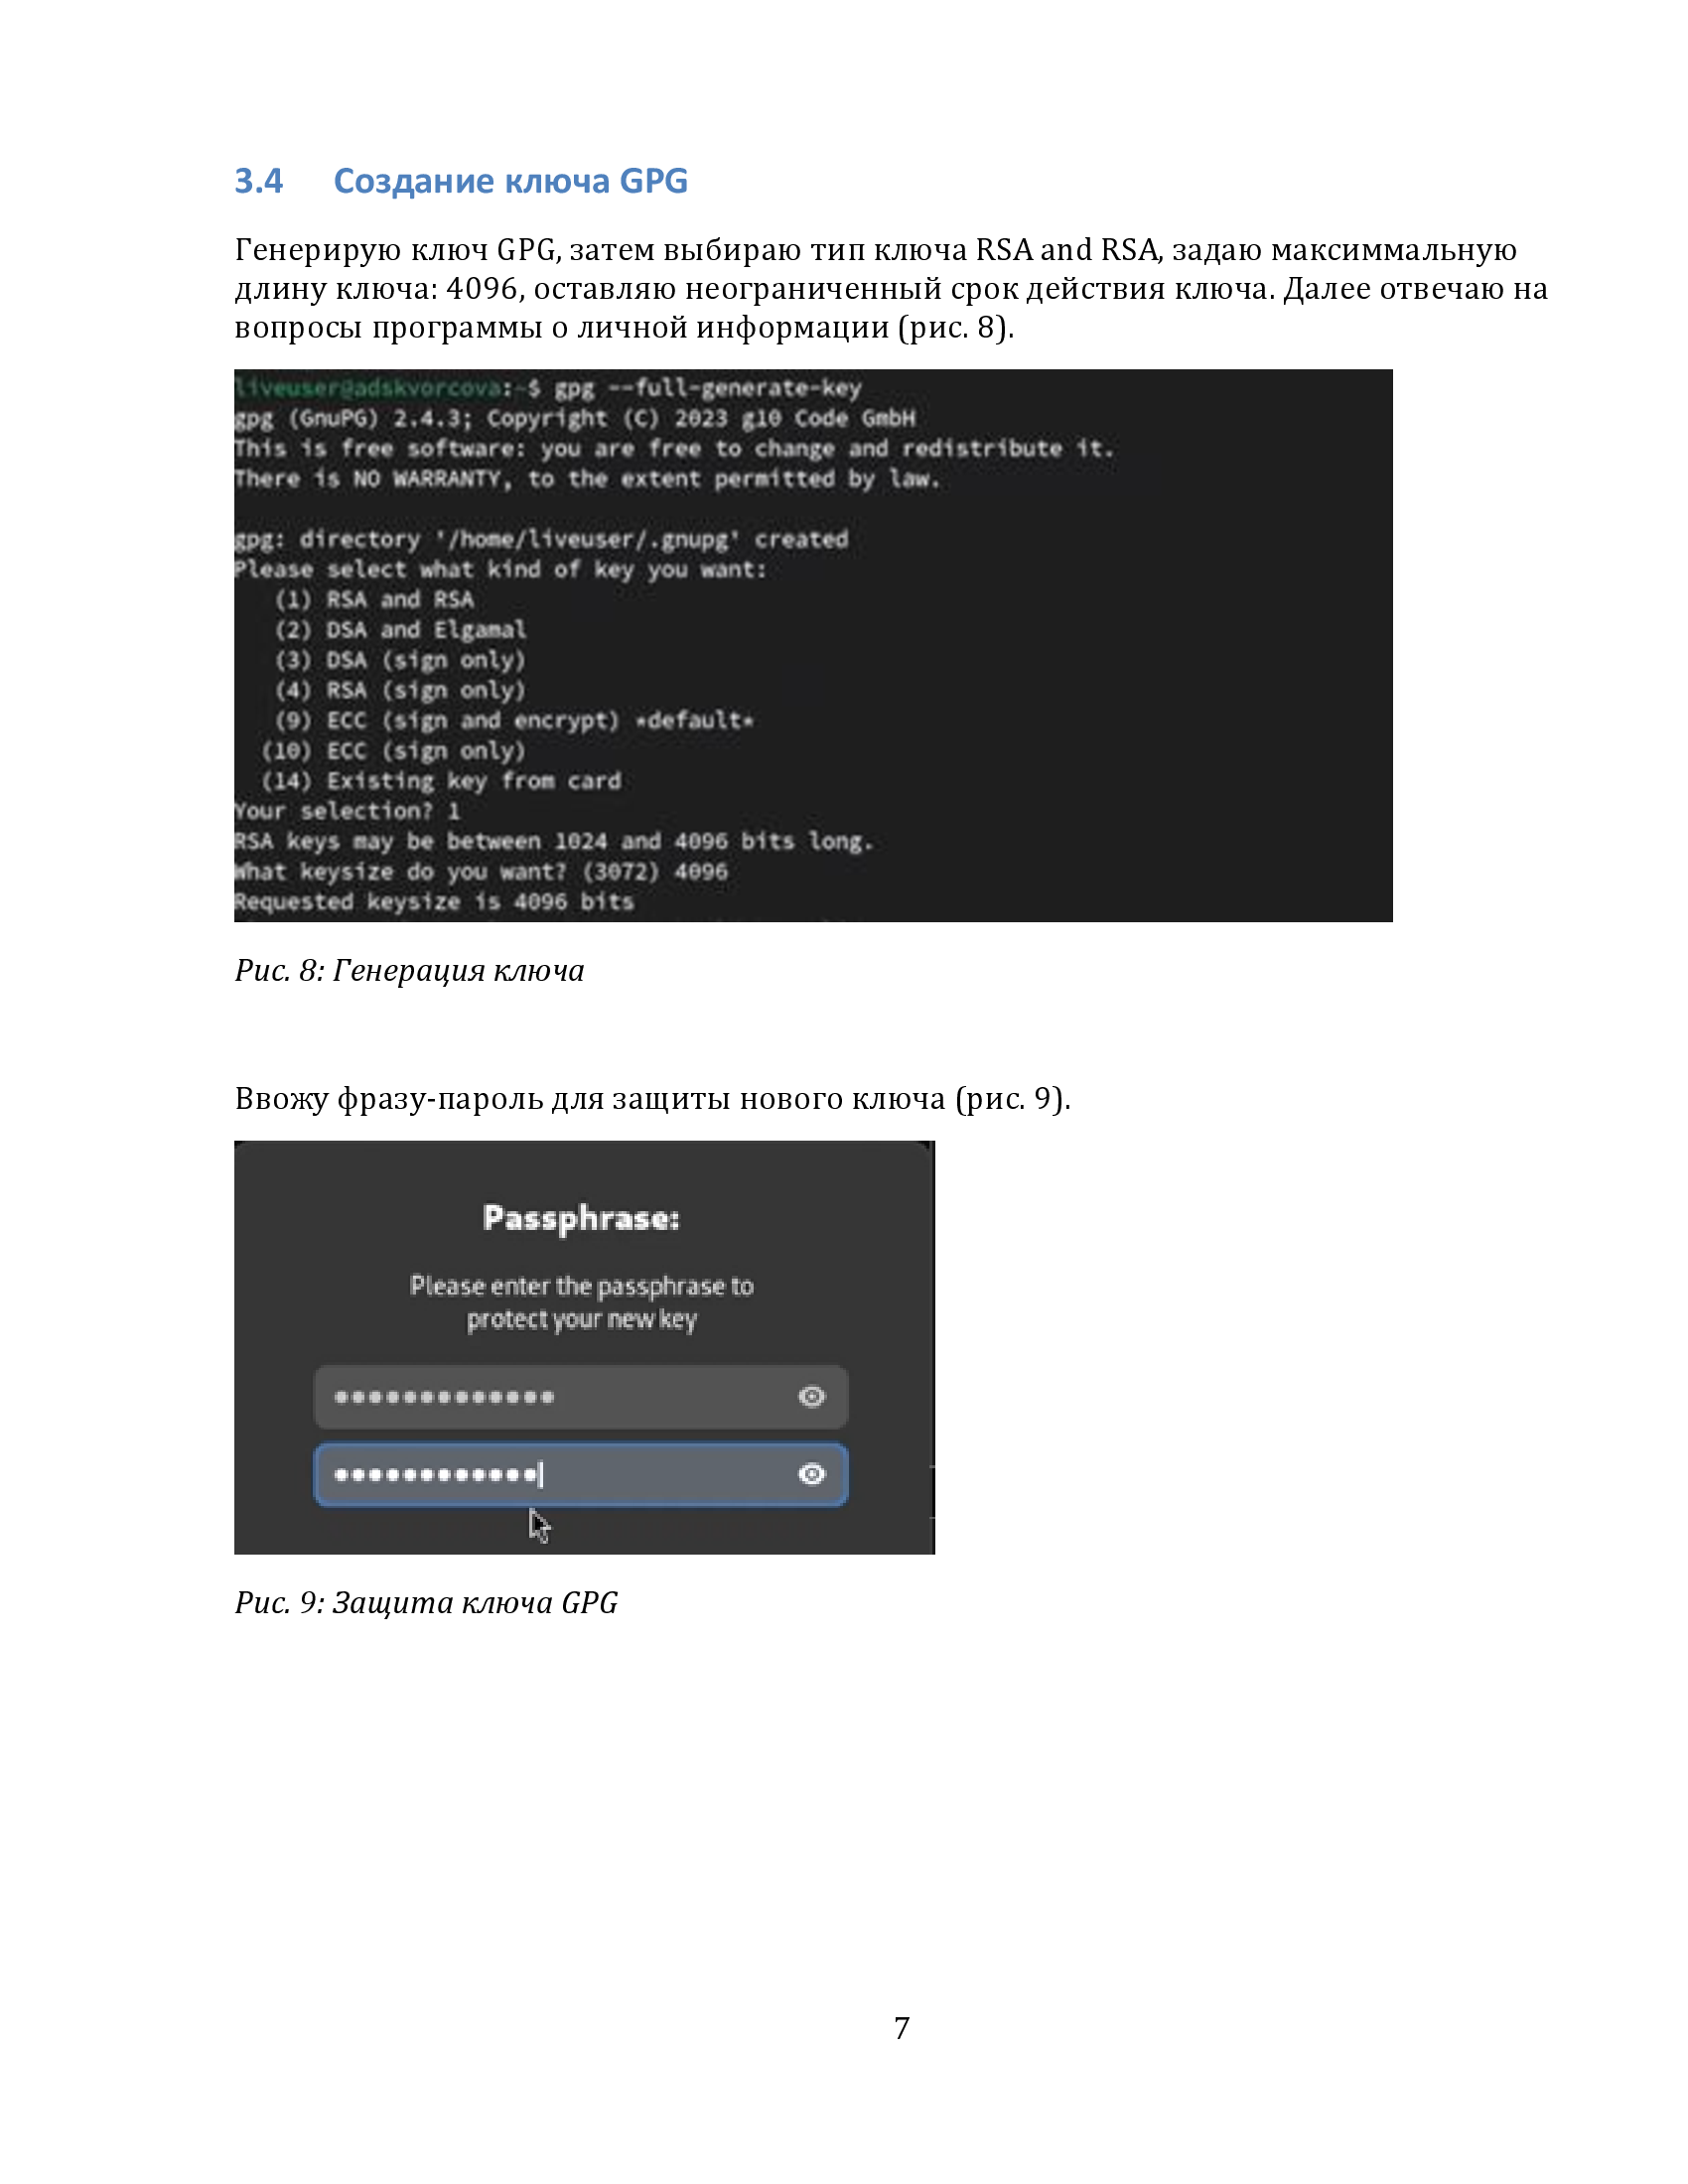 3.4 Создание ключа GPG
Генерирую ключ GPG, затем выбираю тип ключа RSA and RSA, задаю максиммальную
длину ключа: 4096, оставляю неограниченный срок действия ключа. Далее отвечаю на
вопросы программы о личной информации (рис. 8).
liveuser@adskvorcova:~$ gpg --full-generate-key
gpg (GnuPG) 2.4.3; Copyright (C) 2023 g10 Code GmbH
This is free software: you are free to change and redistribute it.
There is NO WARRANTY, to the extent permitted by law.
gpg: directory '/home/liveuser/.gnupg' created
Please select what kind of key you want:
(1) RSA and RSA
(2) DSA and Elgamal
(3) DSA (sign only)
(4) RSA (sign only)
(9) ECC (sign and encrypt) *default*
(10) ECC (sign only)
(14) Existing key from card
Your selection? 1
RSA keys may be between 1024 and 4096 bits long.
What keysize do you want? (3072) 4096
Requested keysize is 4096 bits
Рис. 8: Генерация ключа
Ввожу фразу-пароль для защиты нового ключа (рис. 9).
Passphrase:
Please enter the passphrase to
protect your new key
Рис. 9: Защита ключа GPG
7